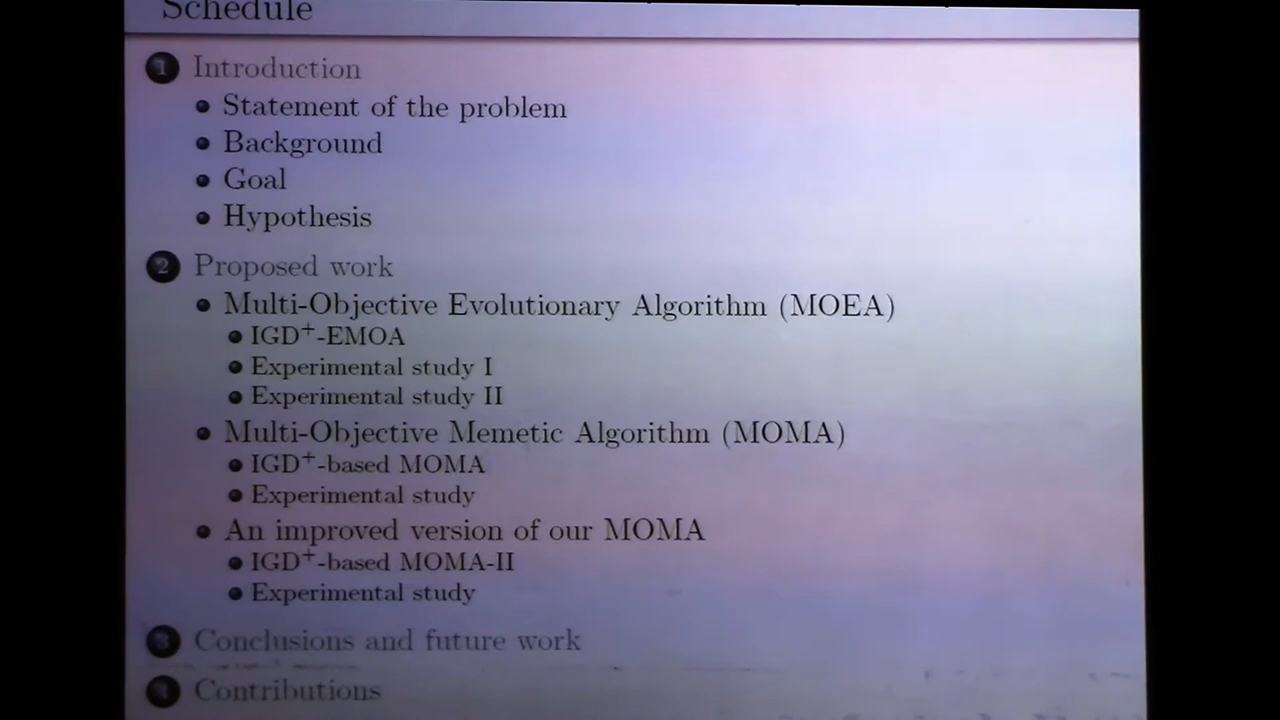 Schedule
1 Introduction
Statement of the problem
Background
Goal
Hypothesis
2 Proposed work
Multi-Objective Evolutionary Algorithm (MOEA)
IGD+-EMOA
Experimental study I
Experimental study II
Multi-Objective Memetic Algorithm (MOMA)
IGD+-based MOMA
Experimental study
An improved version of our MOMA
IGD+-based MOMA-II
Experimental study
3 Conclusions and future work
4 Contributions